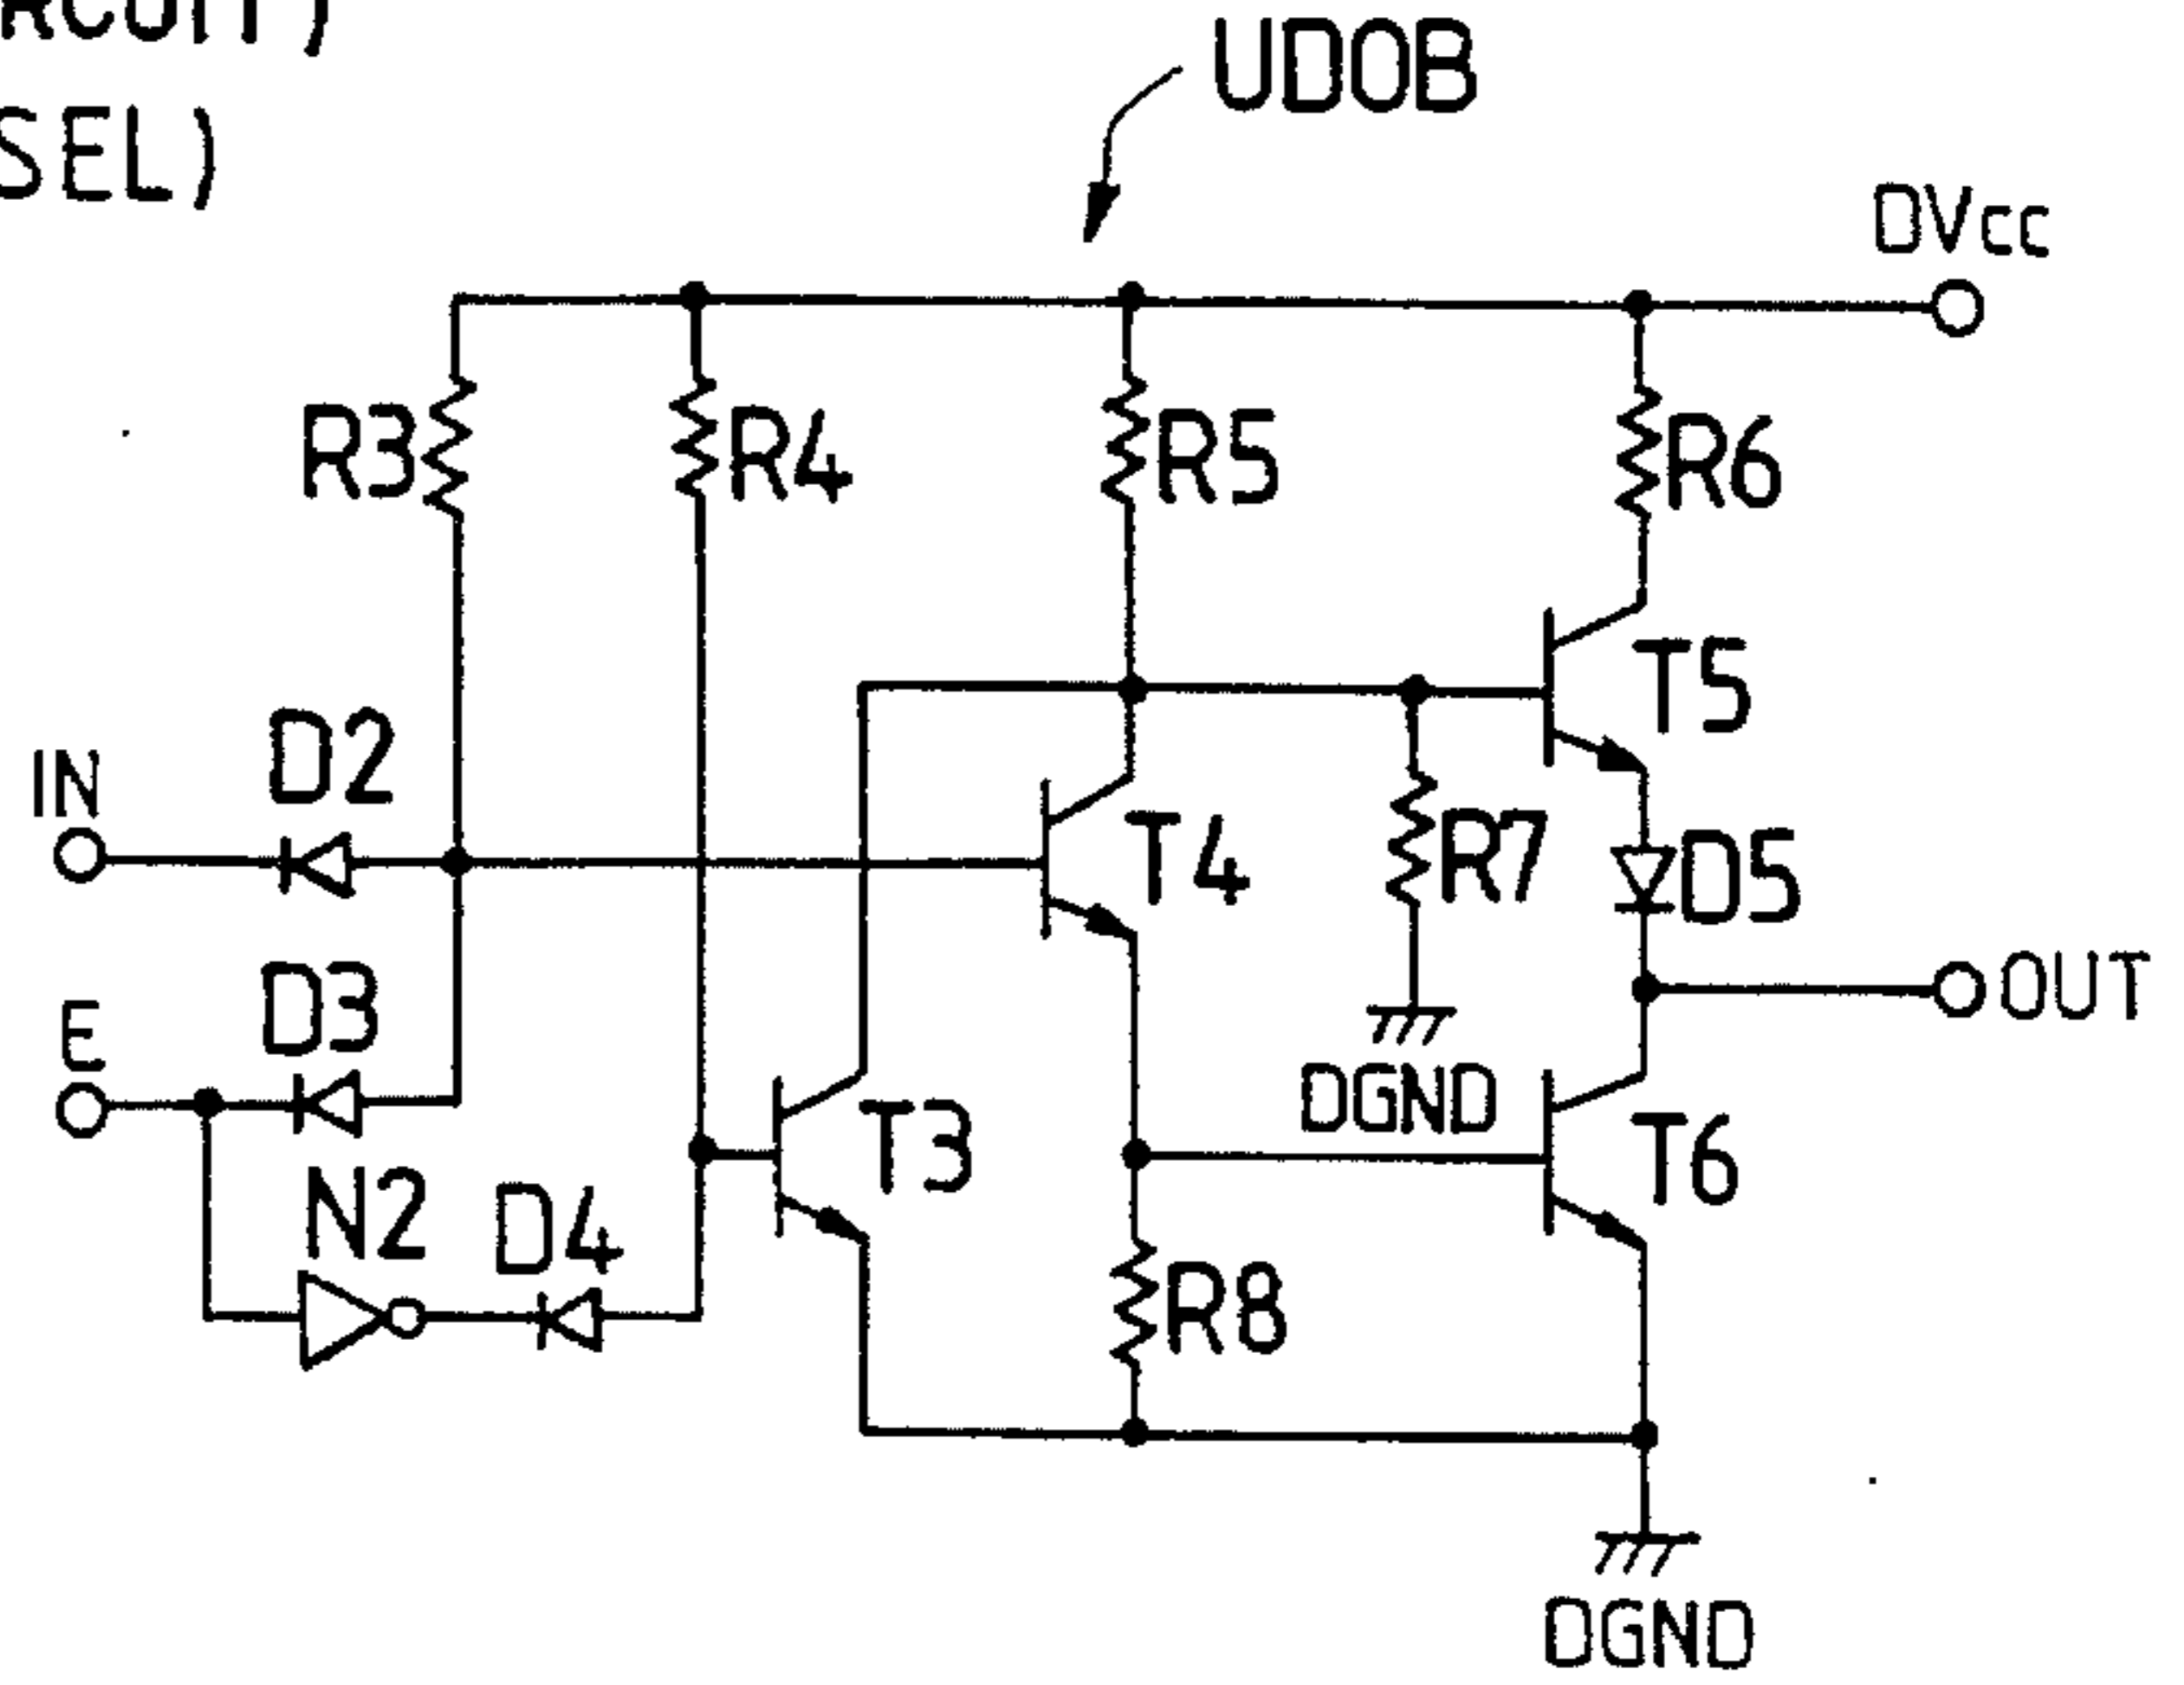 SEL)
UDOB
DVcc
R3
R4
R5
R6
T5
D2
IN
T4
R7
D5
D3
E
OUT
DGND
T3
T6
N2
D4
R8
DGND